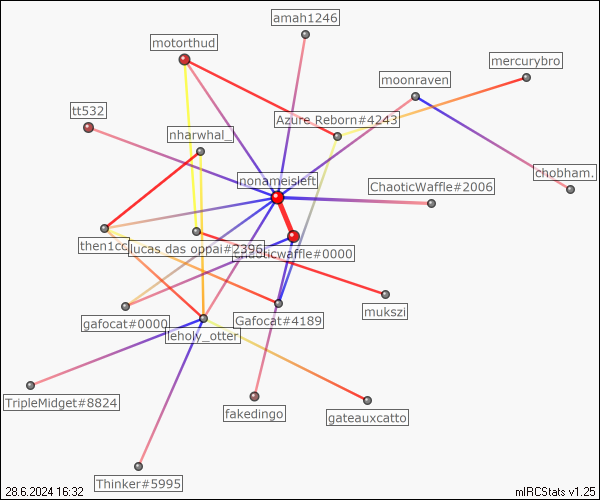 amah1246
motorthud
mercurybro
moonraven
tt532
Azure_Reborn#4243
nharwhal_
chobham.
nonameisleft
ChaoticWaffle#2006
then1cc
lucas das oppai#2396
chaoticwaffle#0000
mukszi
gafocat#0000
Gafocat#4189
leholy_otter
TripleMidget#8824
fakedingo
gateauxcatto
Thinker#5995
28.6.2024 16:32
mIRCStats v1.25